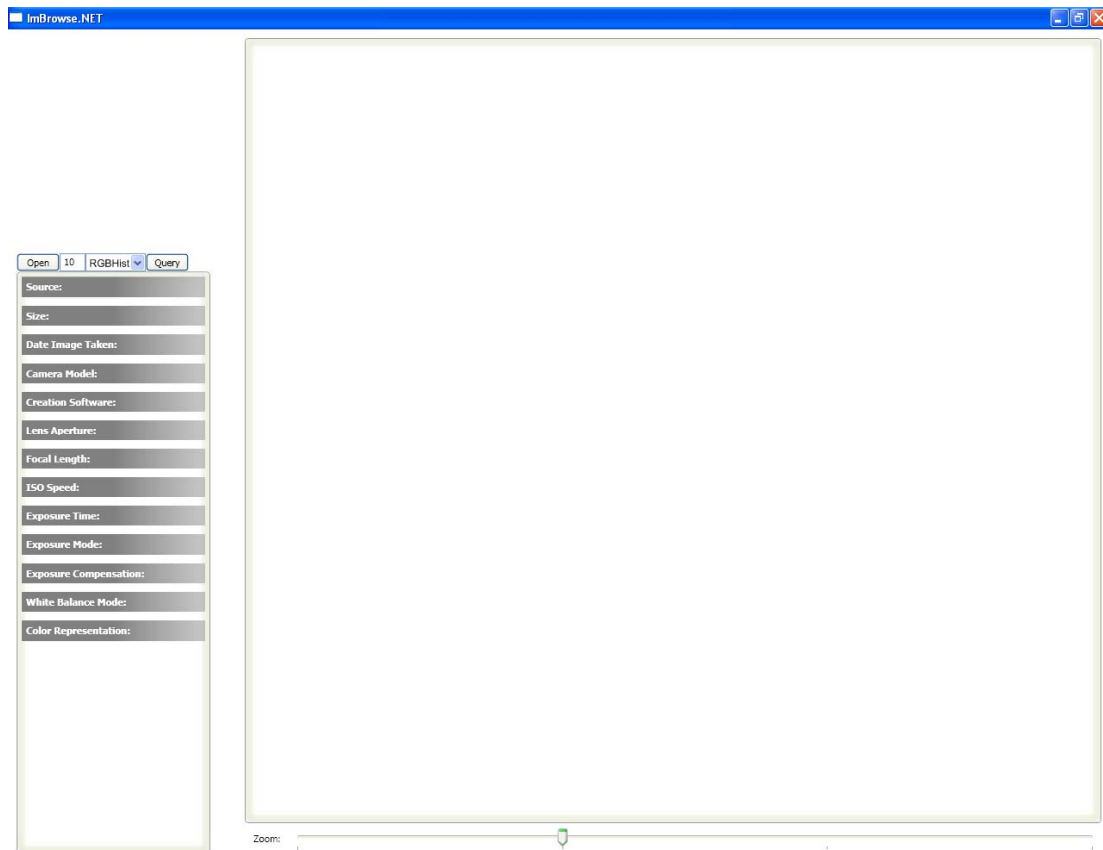 ImBrowse.NET
Open 10 RGBHist Query
Source:
Size:
Date Image Taken:
Camera Model:
Creation Software:
Lens Aperture:
Focal Length:
ISO Speed:
Exposure Time:
Exposure Mode:
Exposure Compensation:
White Balance Mode:
Color Representation:
Zoom: